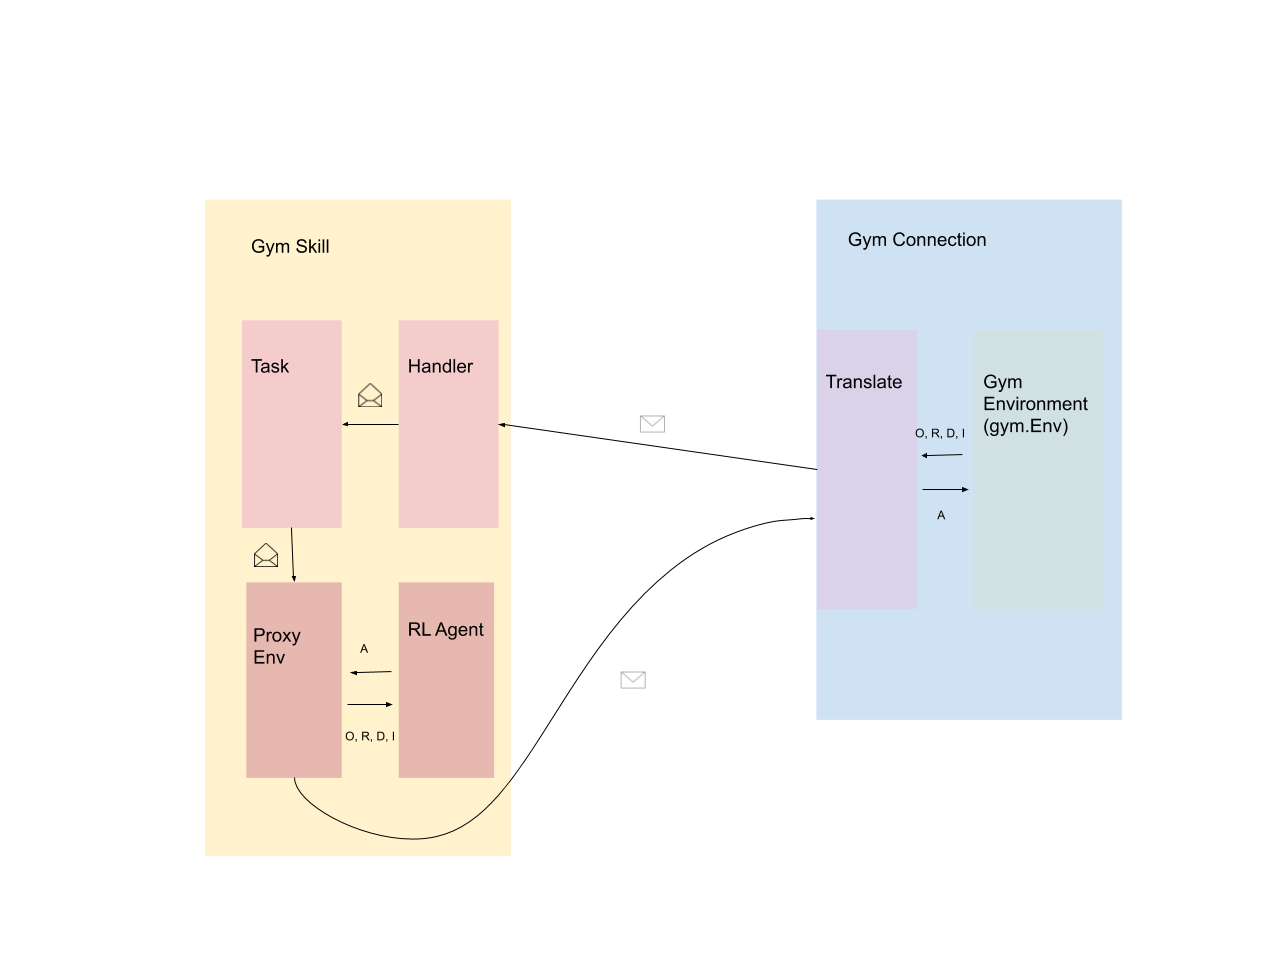 Gym Skill
Task
Handler
Proxy
Env
RL Agent
A
O, R, D, I
Gym Connection
Translate
Gym
Environment
(gym.Env)
O, R, D, I
A